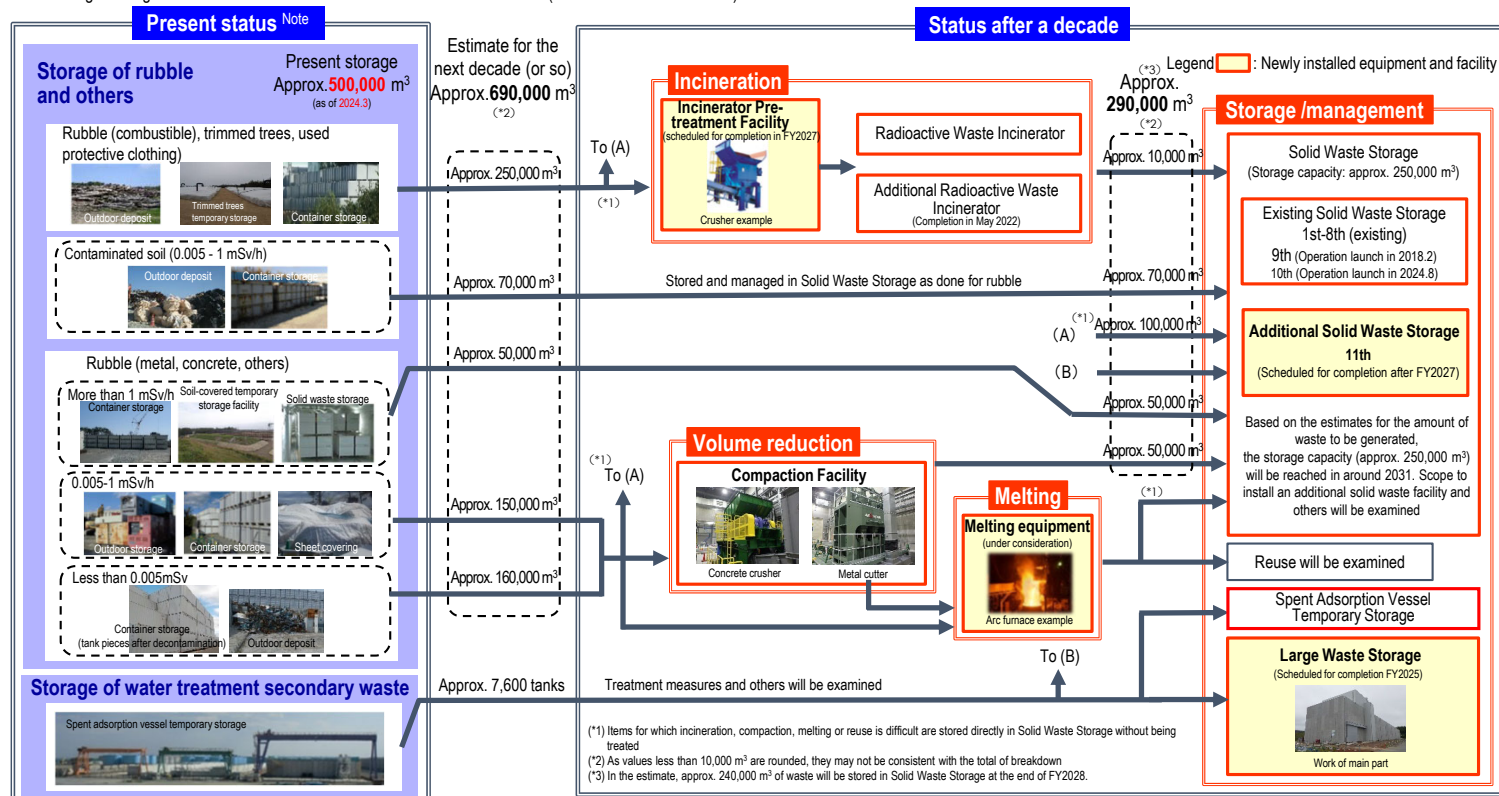 Present status Note
Storage of rubble
and others
Present storage
Approx.500,000 m³
(as of 2024.3)
Rubble (combustible), trimmed trees, used
protective clothing)
Outdoor deposit
Trimmed trees
temporary storage
Container storage
Contaminated soil (0.005 - 1 mSv/h)
Outdoor deposit
Container storage
Rubble (metal, concrete, others)
More than 1 mSv/h
Container storage
Soil-covered temporary
storage facility
Solid waste storage
0.005-1 mSv/h
Outdoor storage
Container storage
Sheet covering
Less than 0.005mSv
Container storage
(tank pieces after decontamination)
Outdoor deposit
Storage of water treatment secondary waste
Spent adsorption vessel temporary storage
Estimate for the
next decade (or so)
Approx.690,000 m³
(*2)
Approx. 250,000 m³
Approx. 70,000 m³
Approx. 50,000 m³
Approx. 150,000 m³
Approx. 160,000 m³
Approx. 7,600 tanks
Status after a decade
To (A)
(*1)
Incineration
Incinerator Pre-
treatment Facility
(scheduled for completion in FY2027)
Crusher example
Radioactive Waste Incinerator
Additional Radioactive Waste
Incinerator
(Completion in May 2022)
Stored and managed in Solid Waste Storage as done for rubble
(*1)
To (A)
Volume reduction
Compaction Facility
Concrete crusher
Metal cutter
Melting
Melting equipment
(under consideration)
Arc furnace example
To (B)
Treatment measures and others will be examined
(*3)
Approx.
290,000 m³
(*2)
Approx. 10,000 m³
Approx. 70,000 m³
(A)
(*1)
Approx. 100,000 m³
(B)
Approx. 50,000 m³
Approx. 50,000 m³
(*1)
Legend : Newly installed equipment and facility
Storage /management
Solid Waste Storage
(Storage capacity: approx. 250,000 m³)
Existing Solid Waste Storage
1st-8th (existing)
9th (Operation launch in 2018.2)
10th (Operation launch in 2024.8)
Additional Solid Waste Storage
11th
(Scheduled for completion after FY2027)
Based on the estimates for the amount of
waste to be generated,
the storage capacity (approx. 250,000 m³)
will be reached in around 2031. Scope to
install an additional solid waste facility and
others will be examined
Reuse will be examined
Spent Adsorption Vessel
Temporary Storage
Large Waste Storage
(Scheduled for completion FY2025)
Work of main part
(*1) Items for which incineration, compaction, melting or reuse is difficult are stored directly in Solid Waste Storage without being
treated
(*2) As values less than 10,000 m³ are rounded, they may not be consistent with the total of breakdown
(*3) In the estimate, approx. 240,000 m³ of waste will be stored in Solid Waste Storage at the end of FY2028.